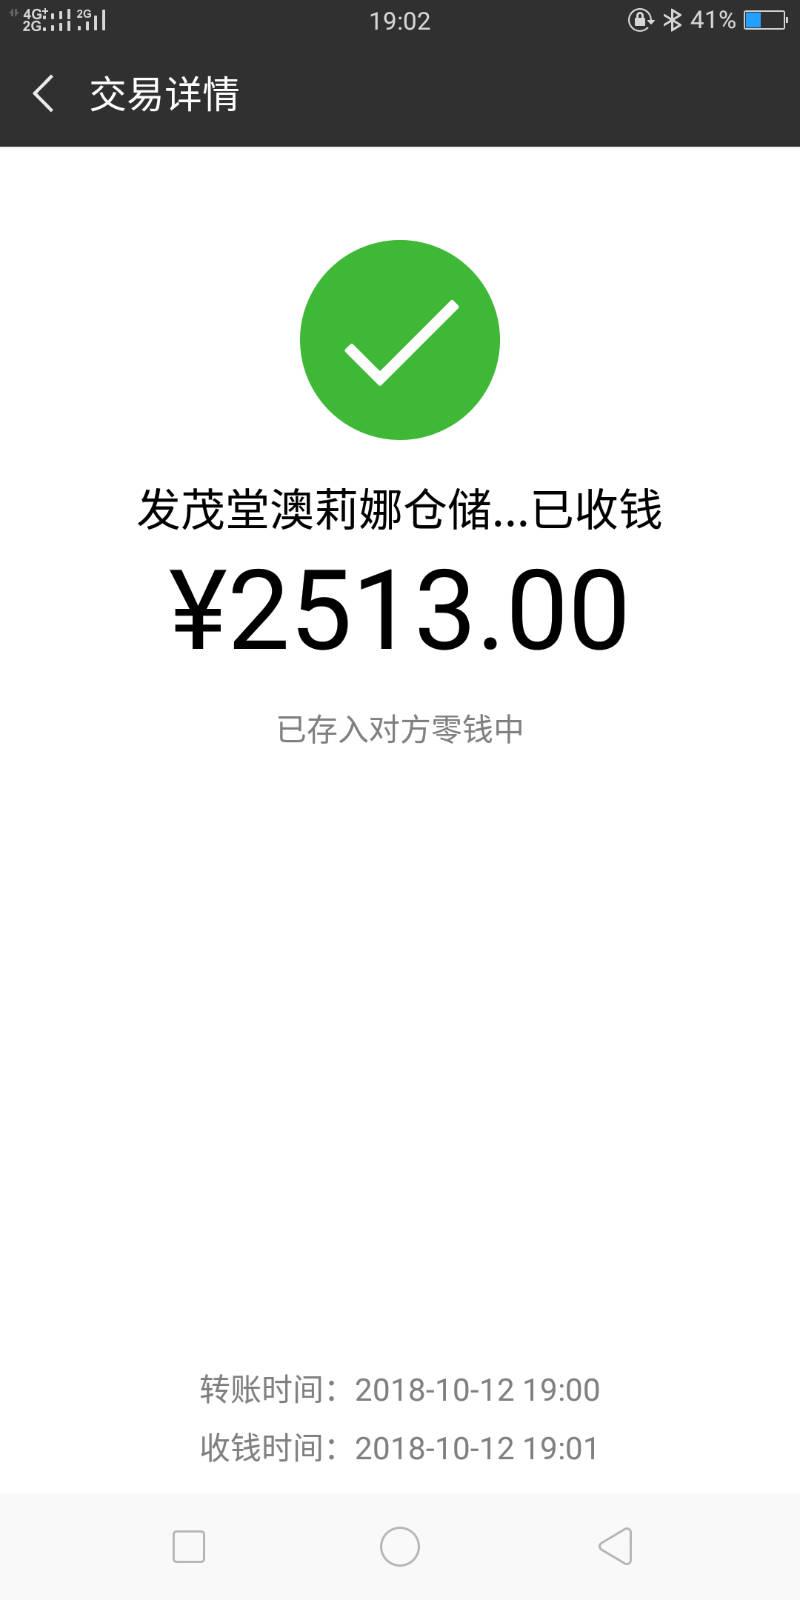 4G+ 2G 2G 19:02 41%
交易详情
发茂堂澳莉娜仓储...已收钱
¥2513.00
已存入对方零钱中
转账时间：2018-10-12 19:00
收钱时间：2018-10-12 19:01